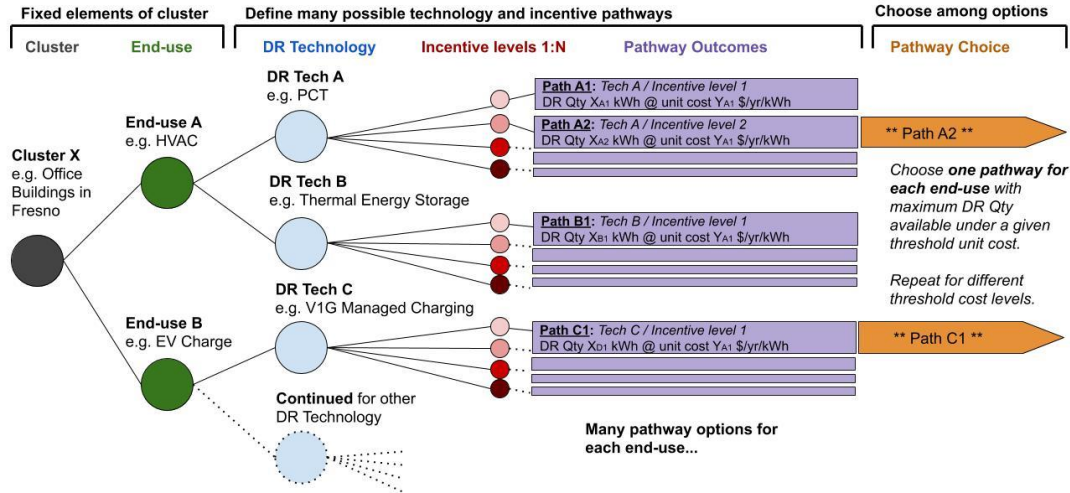 Fixed elements of cluster
Define many possible technology and incentive pathways
Choose among options
Cluster
End-use
DR Technology
Incentive levels 1:N
Pathway Outcomes
Pathway Choice
Cluster X
e.g. Office
Buildings in
Fresno
End-use A
e.g. HVAC
End-use B
e.g. EV Charge
DR Tech A
e.g. PCT
DR Tech B
e.g. Thermal Energy Storage
DR Tech C
e.g. V1G Managed Charging
Continued for other
DR Technology
Path A1: Tech A / Incentive level 1
DR Qty XA1 kWh @ unit cost YA1 $/yr/kWh
Path A2: Tech A / Incentive level 2
DR Qty XA2 kWh @ unit cost YA1 $/yr/kWh
Path B1: Tech B / Incentive level 1
DR Qty XB1 kWh @ unit cost YA1 $/yr/kWh
Path C1: Tech C / Incentive level 1
DR Qty XD1 kWh @ unit cost YA1 $/yr/kWh
Many pathway options for
each end-use...
** Path A2 **
Choose one pathway for
each end-use with
maximum DR Qty
available under a given
threshold unit cost.
Repeat for different
threshold cost levels.
** Path C1 **